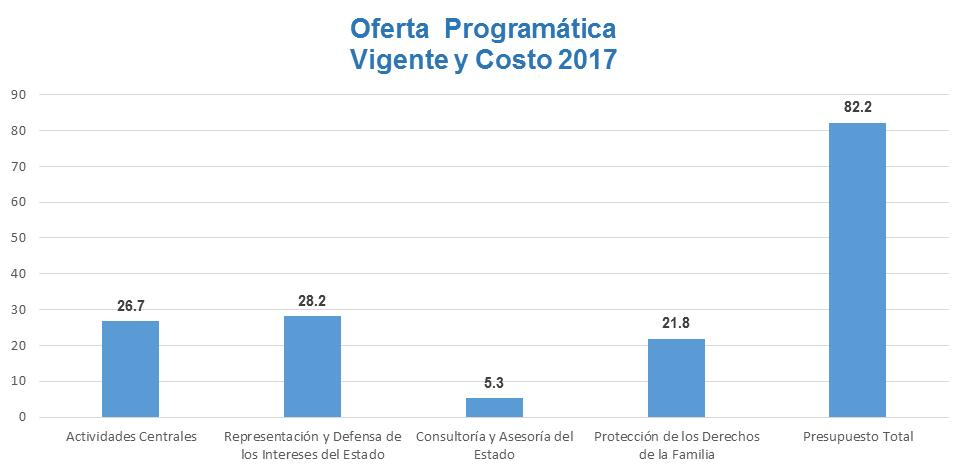 Oferta Programática
Vigente y Costo 2017
90
80
70
60
50
40
30
20
10
0
26.7
28.2
5.3
21.8
82.2
Actividades Centrales
Representación y Defensa de
los Intereses del Estado
Consultoría y Asesoría del
Estado
Protección de los Derechos
de la Familia
Presupuesto Total